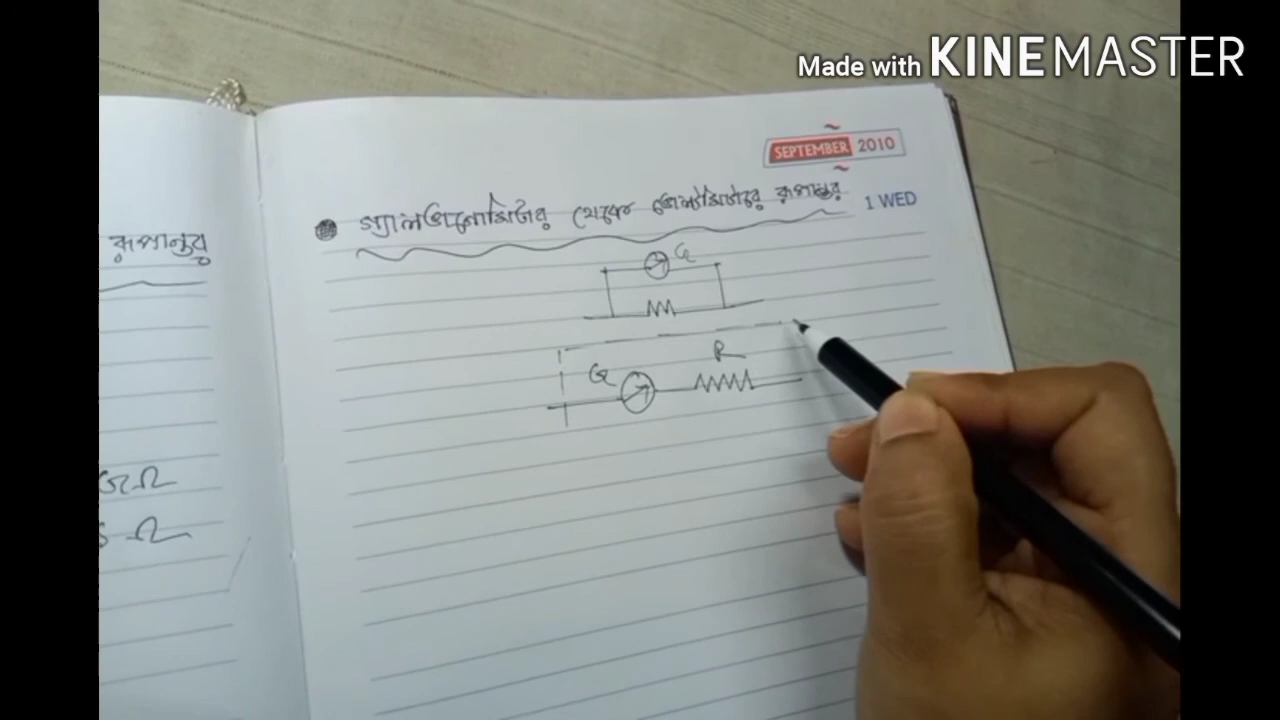 Made with KINEMASTER
SEPTEMBER 2010
1 WED
গ্যালভানোমিটার থেকে ভোল্টমিটারে রূপান্তর
G
R
G
রূপান্তর
Ω
Ω